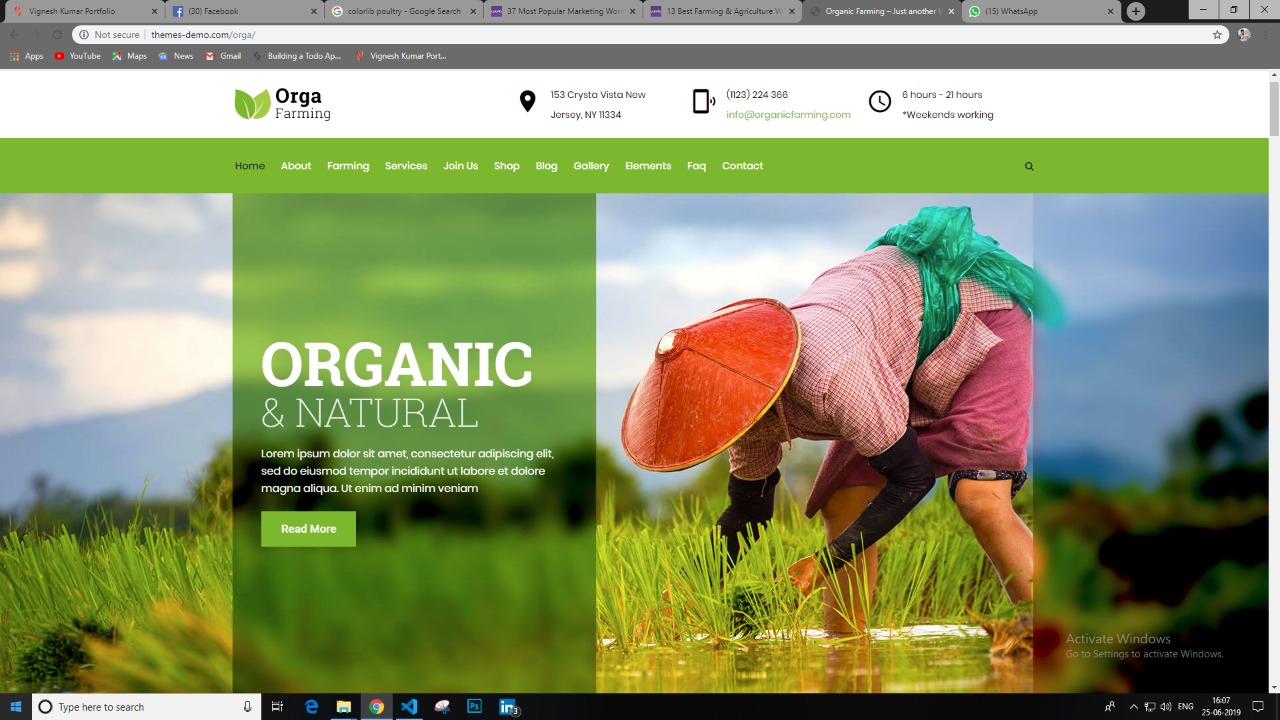 Vignesh Kumar Portfolio
(30) Facebook
colorlib poultry - Google Search
37 Most Popular Marketing Wor
13 Best Farming & Agriculture W
Organic Farming – Just another W
(15) WhatsApp
Not secure | themes-demo.com/orga/
Apps
YouTube
Maps
News
Gmail
Building a Todo Ap...
Vignesh Kumar Port...
Orga
Farming
153 Crysta Vista New
Jersey, NY 11334
(1123) 224 366
info@organicfarming.com
6 hours - 21 hours
*Weekends working
Home About Farming Services Join Us Shop Blog Gallery Elements Faq Contact
ORGANIC
& NATURAL
Lorem ipsum dolor sit amet, consectetur adipiscing elit,
sed do eiusmod tempor incididunt ut labore et dolore
magna aliqua. Ut enim ad minim veniam
Read More
Activate Windows
Go to Settings to activate Windows.
Type here to search
Ps
in
3
ENG
16:07
25-06-2019